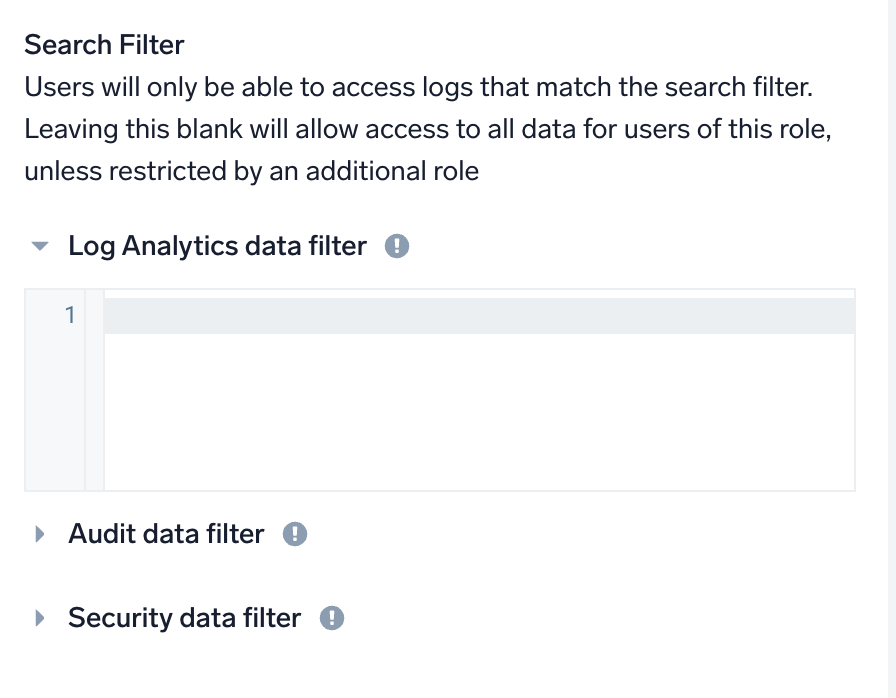 Search Filter
Users will only be able to access logs that match the search filter.
Leaving this blank will allow access to all data for users of this role,
unless restricted by an additional role
Log Analytics data filter
1
Audit data filter
Security data filter